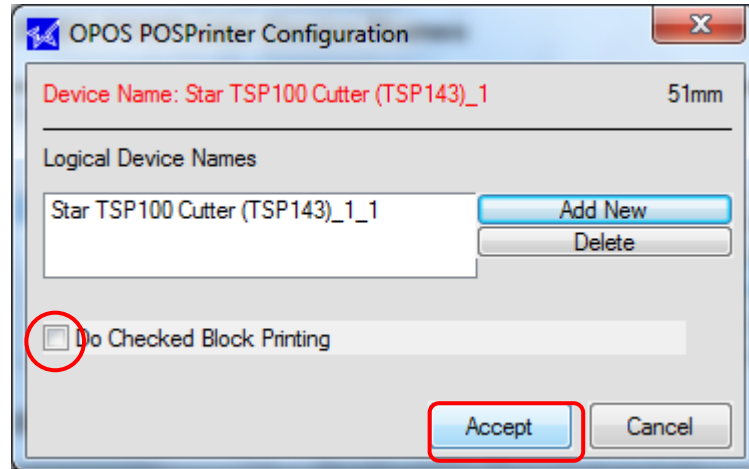 OPOS POSPrinter Configuration
Device Name: Star TSP100 Cutter (TSP143)_1 51mm
Logical Device Names
Star TSP100 Cutter (TSP143)_1_1 Add New
Delete
Do Checked Block Printing
Accept Cancel